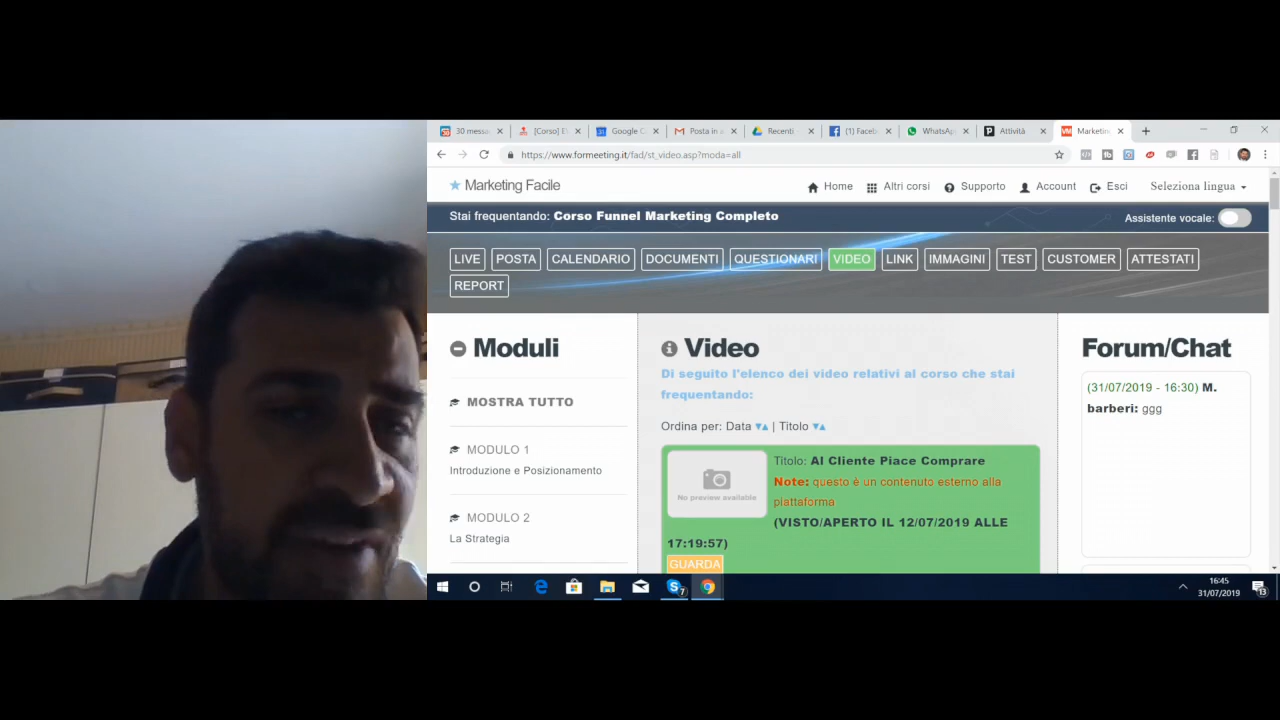 30 messa
[Corso] E
Google C
Posta in a
Recenti -
(1) Faceb
WhatsAp
Attività
Marketin
https://www.formeeting.it/fad/st_video.asp?moda=all
Marketing Facile
Home
Altri corsi
Supporto
Account
Esci
Seleziona lingua
Stai frequentando: Corso Funnel Marketing Completo
Assistente vocale:
LIVE POSTA CALENDARIO DOCUMENTI QUESTIONARI VIDEO LINK IMMAGINI TEST CUSTOMER ATTESTATI
REPORT
Moduli
MOSTRA TUTTO
MODULO 1
Introduzione e Posizionamento
MODULO 2
La Strategia
Video
Di seguito l'elenco dei video relativi al corso che stai
frequentando:
Ordina per: Data | Titolo
No preview available
Titolo: Al Cliente Piace Comprare
Note: questo è un contenuto esterno alla
piattaforma
(VISTO/APERTO IL 12/07/2019 ALLE
17:19:57)
GUARDA
Forum/Chat
(31/07/2019 - 16:30) M.
barberi: ggg
7
16:45
31/07/2019
13